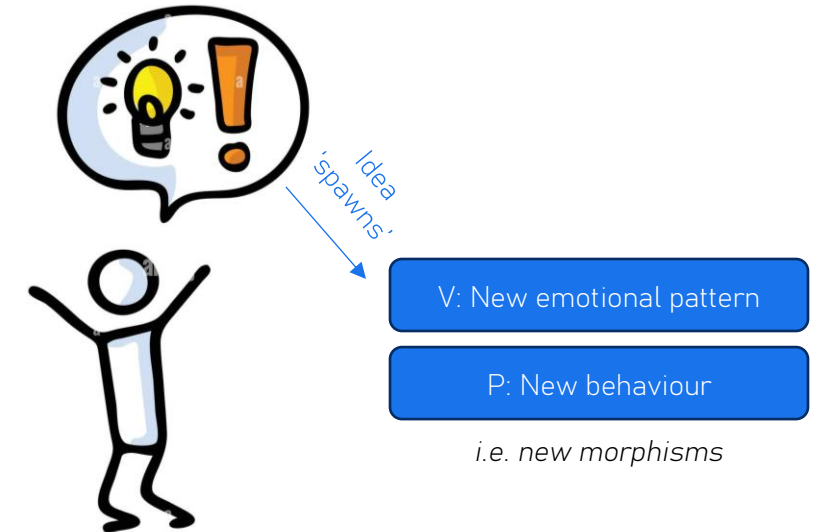 !
Idea
'spawns'
V: New emotional pattern
P: New behaviour
i.e. new morphisms